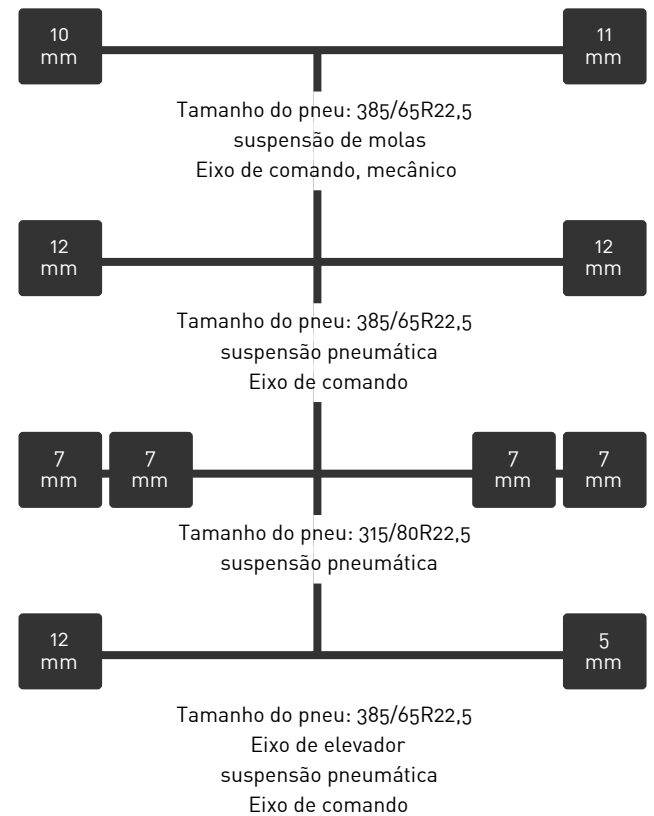 10 11
mm mm
Tamanho do pneu: 385/65R22,5
suspensão de molas
Eixo de comando, mecânico
12 12
mm mm
Tamanho do pneu: 385/65R22,5
suspensão pneumática
Eixo de comando
7 7 7 7
mm mm mm mm
Tamanho do pneu: 315/80R22,5
suspensão pneumática
12 5
mm mm
Tamanho do pneu: 385/65R22,5
Eixo de elevador
suspensão pneumática
Eixo de comando